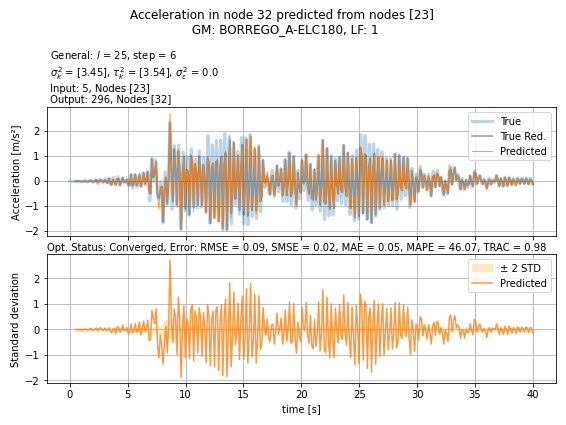 Acceleration in node 32 predicted from nodes [23]
GM: BORREGO_A-ELC180, LF: 1
General: l = 25, step = 6
σ²ₖ = [3.45], τ²ₖ = [3.54], σ²ε = 0.0
Input: 5, Nodes [23]
Output: 296, Nodes [32]
Acceleration [m/s²]
2
1
0
−1
−2
True
True Red.
Predicted
Opt. Status: Converged, Error: RMSE = 0.09, SMSE = 0.02, MAE = 0.05, MAPE = 46.07, TRAC = 0.98
Standard deviation
2
1
0
−1
−2
± 2 STD
Predicted
0 5 10 15 20 25 30 35 40
time [s]